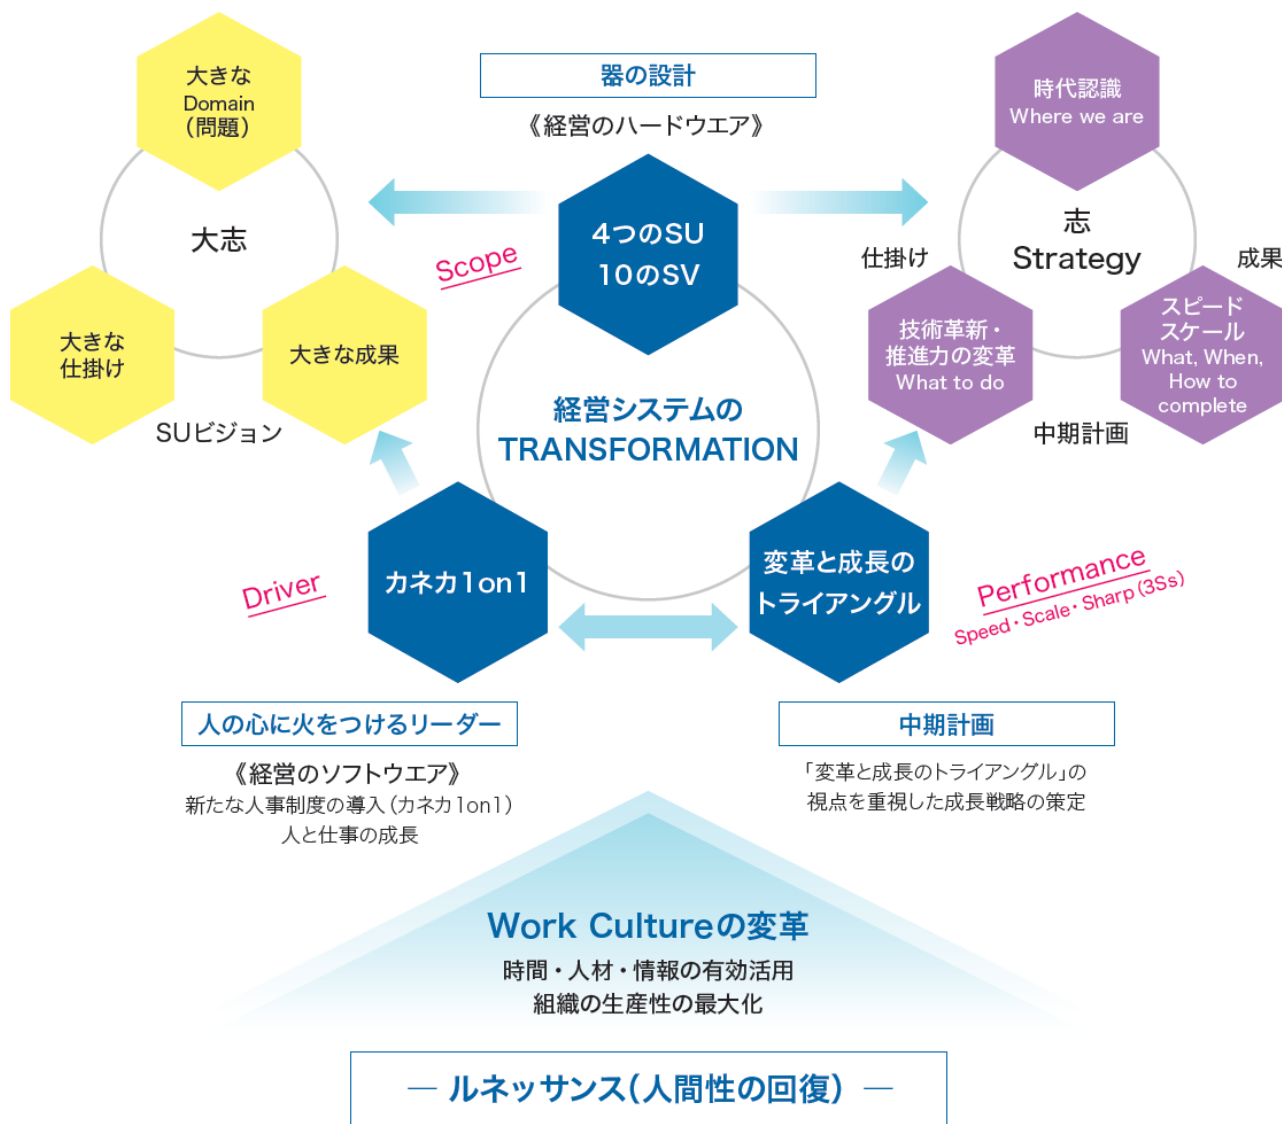 大きな
Domain
(問題)
大志
大きな
仕掛け
大きな成果
SUビジョン
器の設計
《経営のハードウエア》
4つのSU
10のSV
Scope
経営システムの
TRANSFORMATION
時代認識
Where we are
志
Strategy
仕掛け
成果
技術革新・
推進力の変革
What to do
スピード
スケール
What, When,
How to
complete
中期計画
Driver
カネカ1on1
変革と成長の
トライアングル
Performance
Speed・Scale・Sharp(3Ss)
人の心に火をつけるリーダー
《経営のソフトウエア》
新たな人事制度の導入(カネカ1on1)
人と仕事の成長
中期計画
「変革と成長のトライアングル」の
視点を重視した成長戦略の策定
Work Cultureの変革
時間・人材・情報の有効活用
組織の生産性の最大化
― ルネッサンス(人間性の回復) ―